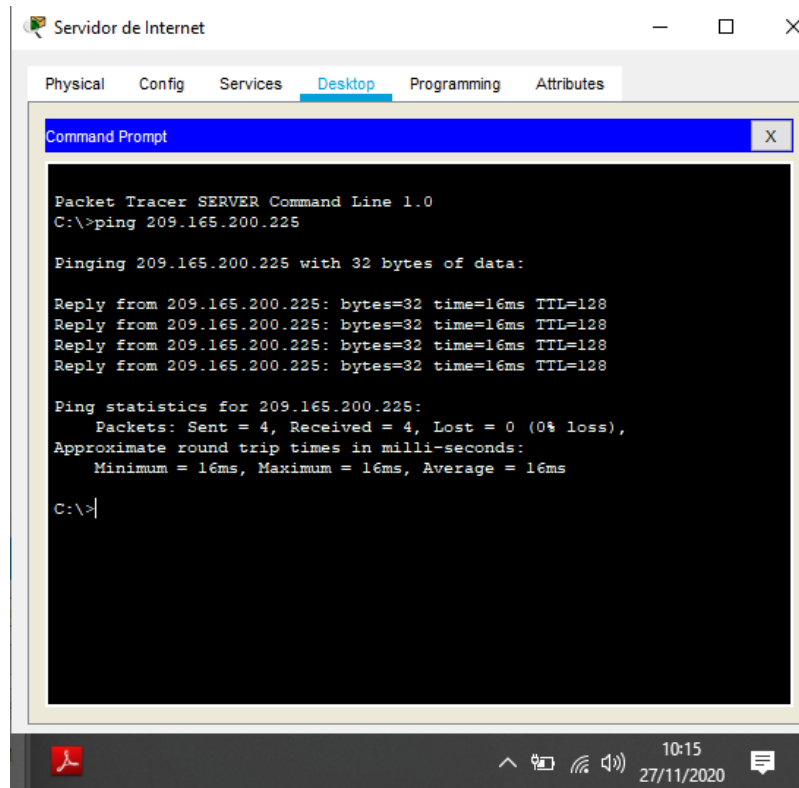 Servidor de Internet
Physical Config Services Desktop Programming Attributes
Command Prompt X
Packet Tracer SERVER Command Line 1.0
C:\>ping 209.165.200.225
Pinging 209.165.200.225 with 32 bytes of data:
Reply from 209.165.200.225: bytes=32 time=16ms TTL=128
Reply from 209.165.200.225: bytes=32 time=16ms TTL=128
Reply from 209.165.200.225: bytes=32 time=16ms TTL=128
Reply from 209.165.200.225: bytes=32 time=16ms TTL=128
Ping statistics for 209.165.200.225:
Packets: Sent = 4, Received = 4, Lost = 0 (0% loss),
Approximate round trip times in milli-seconds:
Minimum = 16ms, Maximum = 16ms, Average = 16ms
C:\>
10:15
27/11/2020